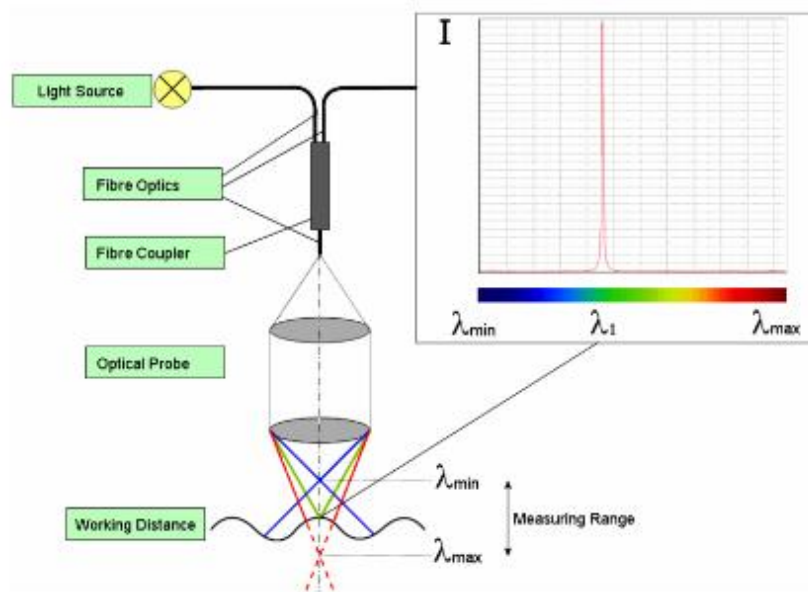 I
Light Source
Fibre Optics
Fibre Coupler
λmin
λ1
λmax
Optical Probe
λmin
Measuring Range
Working Distance
λmax